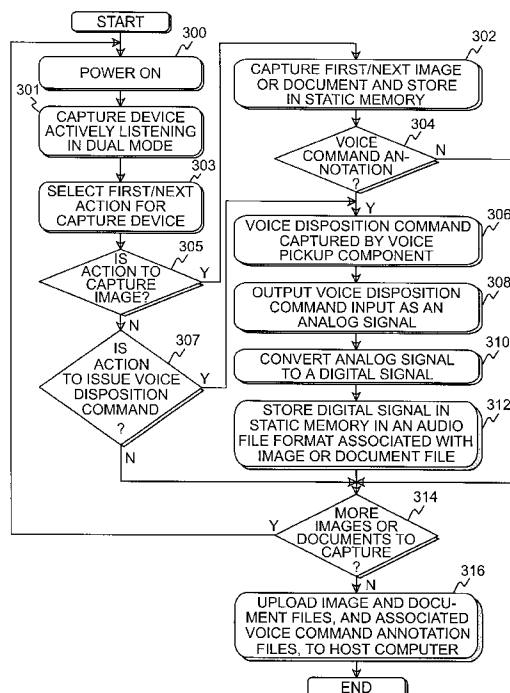 START
300
POWER ON
301
CAPTURE DEVICE
ACTIVELY LISTENING
IN DUAL MODE
303
SELECT FIRST/NEXT
ACTION FOR
CAPTURE DEVICE
305
IS
ACTION TO
CAPTURE
IMAGE?
Y
N
307
IS
ACTION
TO ISSUE VOICE
DISPOSITION
COMMAND
?
Y
N
302
CAPTURE FIRST/NEXT IMAGE
OR DOCUMENT AND STORE
IN STATIC MEMORY
304
VOICE
COMMAND AN-
NOTATION
?
N
Y
306
VOICE DISPOSITION COMMAND
CAPTURED BY VOICE
PICKUP COMPONENT
308
OUTPUT VOICE DISPOSITION
COMMAND INPUT AS AN
ANALOG SIGNAL
310
CONVERT ANALOG SIGNAL
TO A DIGITAL SIGNAL
312
STORE DIGITAL SIGNAL IN
STATIC MEMORY IN AN AUDIO
FILE FORMAT ASSOCIATED WITH
IMAGE OR DOCUMENT FILE
314
MORE
IMAGES OR
DOCUMENTS TO
CAPTURE
?
Y
N
316
UPLOAD IMAGE AND DOCU-
MENT FILES, AND ASSOCIATED
VOICE COMMAND ANNOTATION
FILES, TO HOST COMPUTER
END